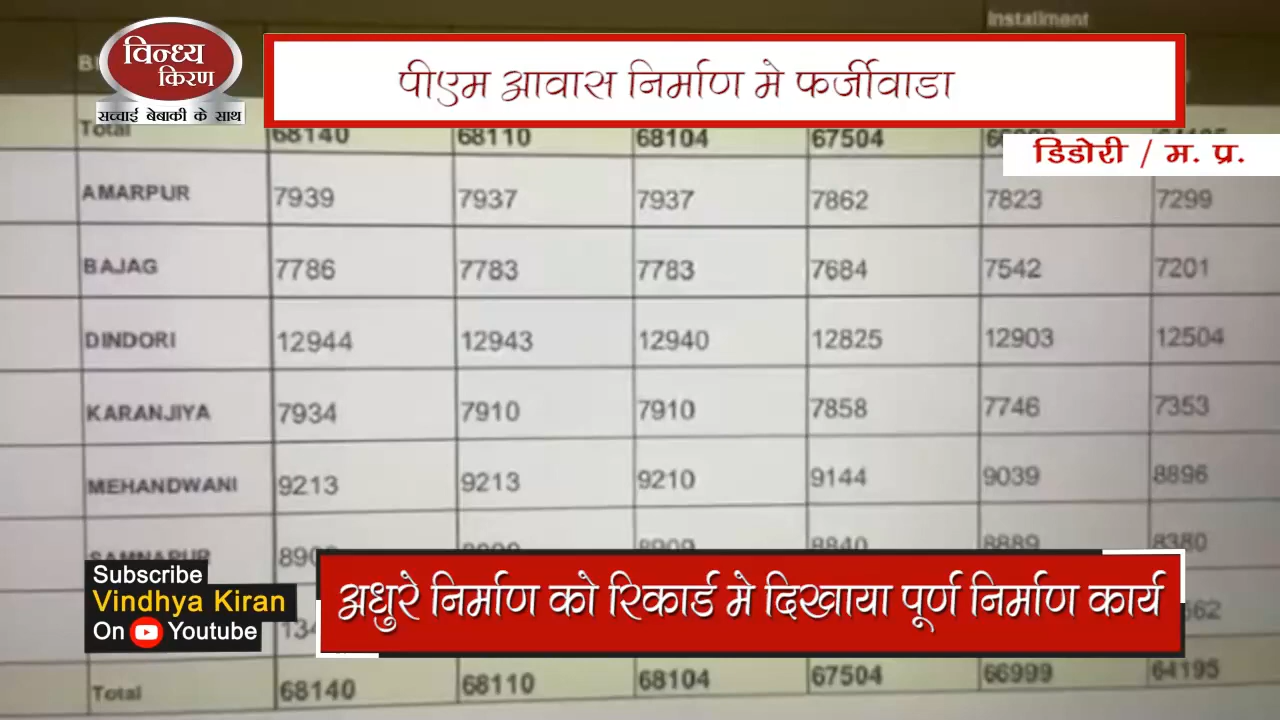 Installment
विन्ध्य
किरण
सच्चाई बेबाकी के साथ
पीएम आवास निर्माण मे फर्जीवाडा
डिडोरी / म. प्र.
Total 68140 68110 68104 67504
AMARPUR 7939 7937 7937 7862 7823 7299
BAJAG 7786 7783 7783 7684 7542 7201
DINDORI 12944 12943 12940 12825 12903 12504
KARANJIYA 7934 7910 7910 7858 7746 7353
MEHANDWANI 9213 9213 9210 9144 9039 8896
SAMNAPUR 8909 8840 8889 8380
Subscribe
Vindhya Kiran
On Youtube
अधुरे निर्माण को रिकार्ड मे दिखाया पूर्ण निर्माण कार्य
Total 68140 68110 68104 67504 66999 64195